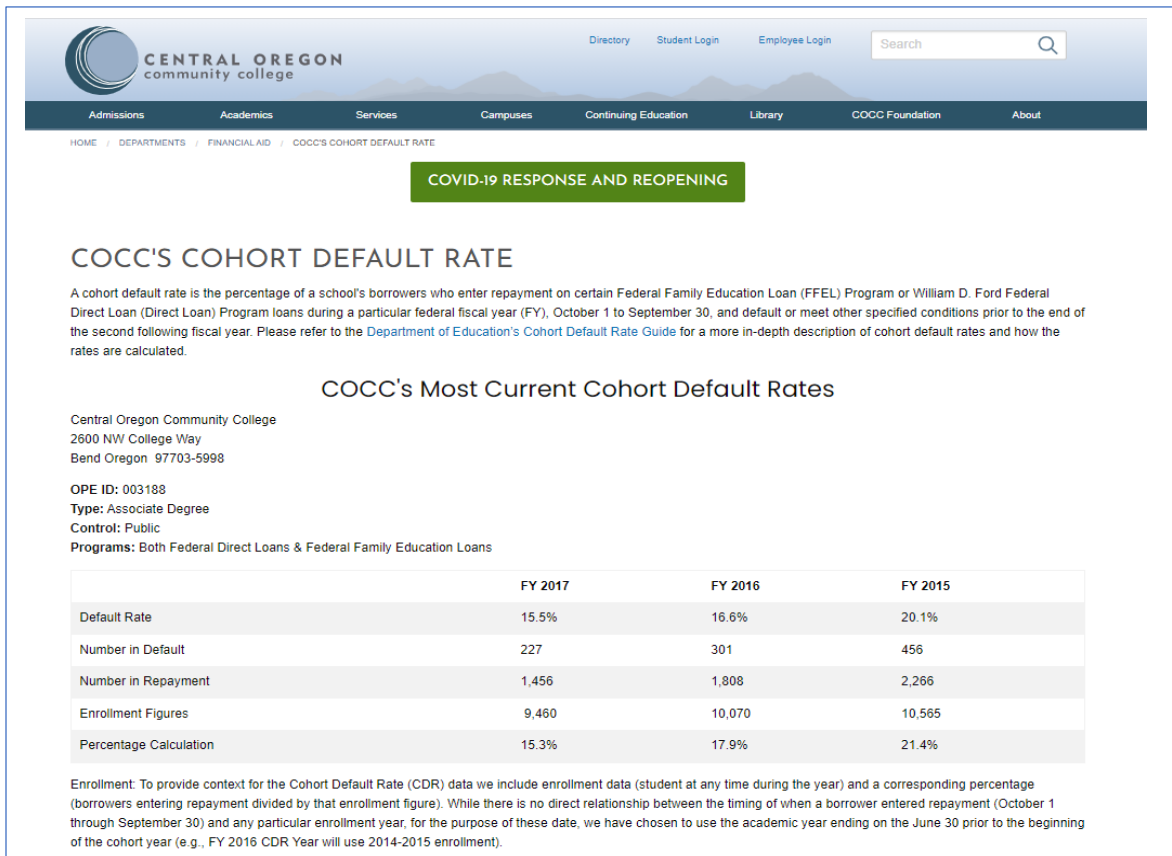 CENTRAL OREGON
community college
Directory Student Login Employee Login Search
Admissions Academics Services Campuses Continuing Education Library COCC Foundation About
HOME / DEPARTMENTS / FINANCIAL AID / COCC'S COHORT DEFAULT RATE
COVID-19 RESPONSE AND REOPENING
COCC'S COHORT DEFAULT RATE
A cohort default rate is the percentage of a school's borrowers who enter repayment on certain Federal Family Education Loan (FFEL) Program or William D. Ford Federal
Direct Loan (Direct Loan) Program loans during a particular federal fiscal year (FY), October 1 to September 30, and default or meet other specified conditions prior to the end of
the second following fiscal year. Please refer to the Department of Education's Cohort Default Rate Guide for a more in-depth description of cohort default rates and how the
rates are calculated.
COCC's Most Current Cohort Default Rates
Central Oregon Community College
2600 NW College Way
Bend Oregon 97703-5998
OPE ID: 003188
Type: Associate Degree
Control: Public
Programs: Both Federal Direct Loans & Federal Family Education Loans
FY 2017 FY 2016 FY 2015
Default Rate 15.5% 16.6% 20.1%
Number in Default 227 301 456
Number in Repayment 1,456 1,808 2,266
Enrollment Figures 9,460 10,070 10,565
Percentage Calculation 15.3% 17.9% 21.4%
Enrollment: To provide context for the Cohort Default Rate (CDR) data we include enrollment data (student at any time during the year) and a corresponding percentage
(borrowers entering repayment divided by that enrollment figure). While there is no direct relationship between the timing of when a borrower entered repayment (October 1
through September 30) and any particular enrollment year, for the purpose of these date, we have chosen to use the academic year ending on the June 30 prior to the beginning
of the cohort year (e.g., FY 2016 CDR Year will use 2014-2015 enrollment).